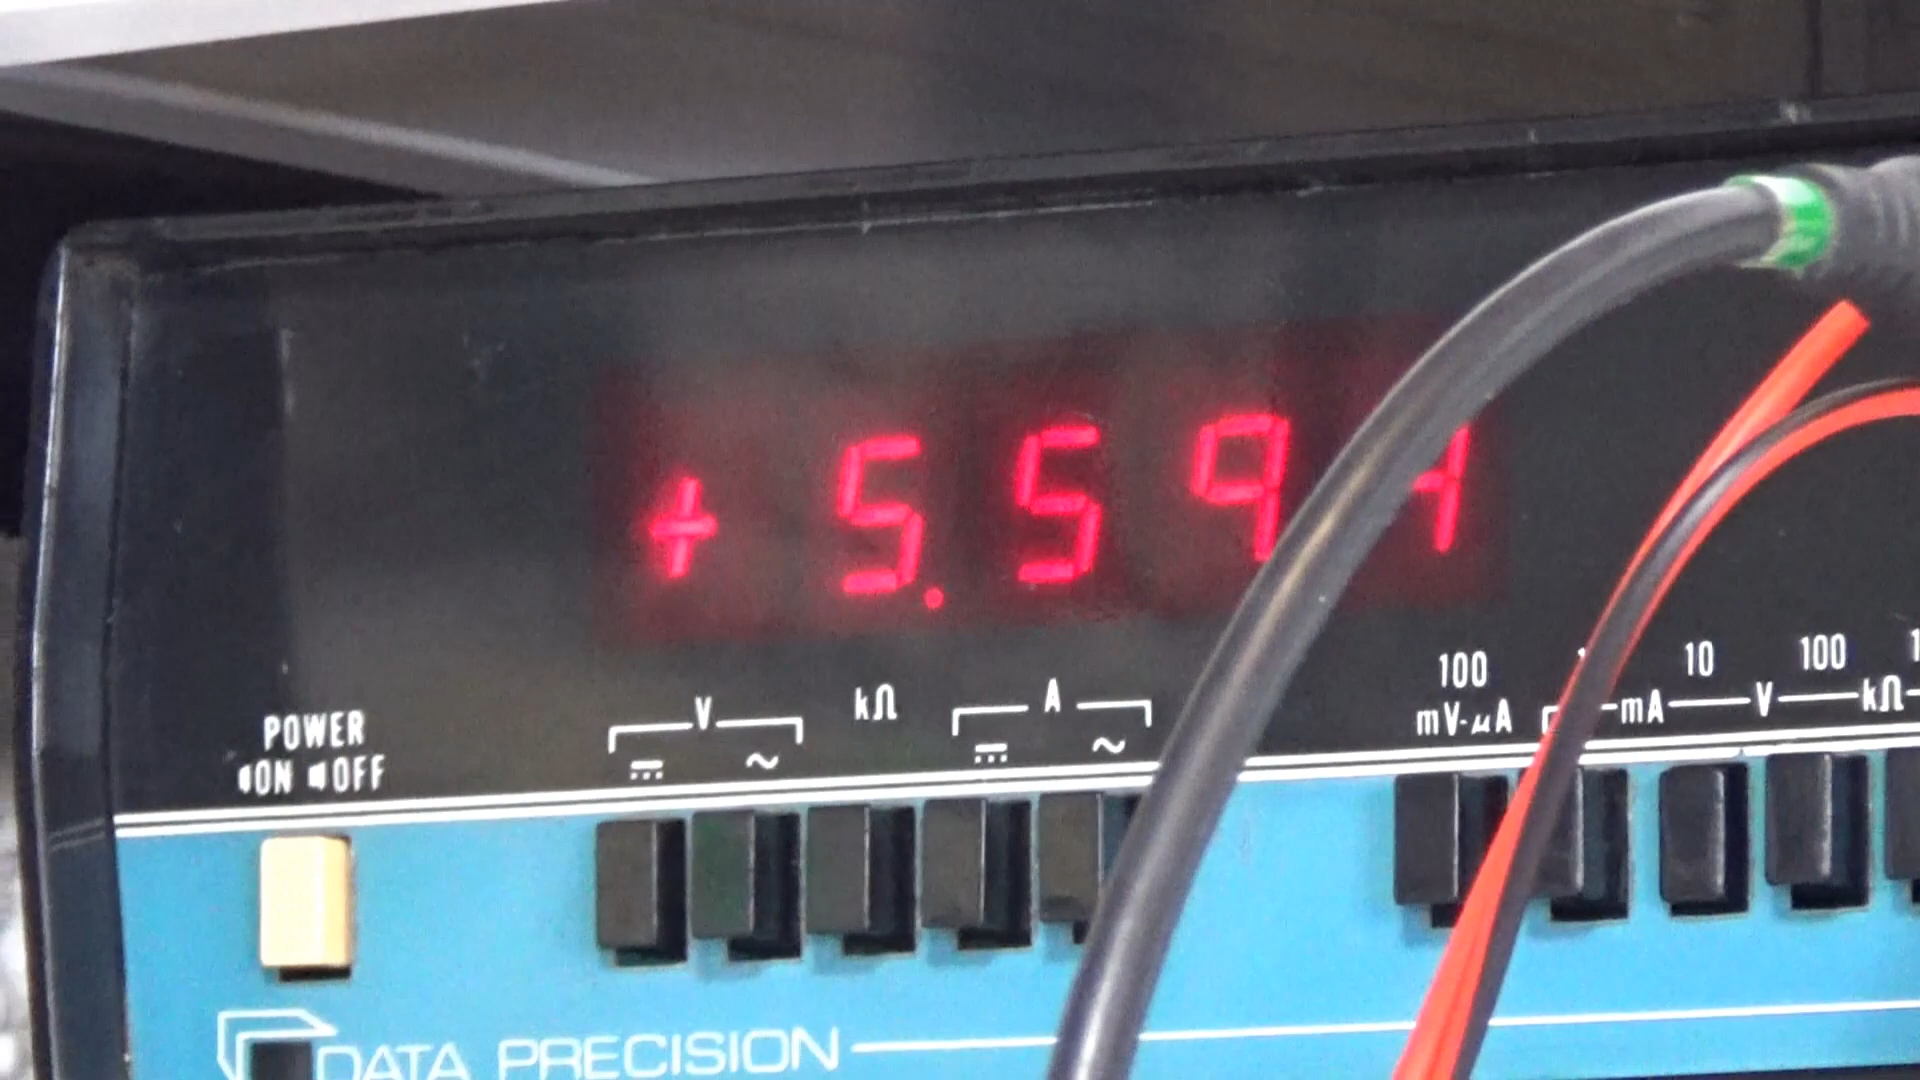 +5.59
POWER
ON OFF
V
kΩ
A
100
mV-μA
10
100
mA
V
kΩ
DATA PRECISION